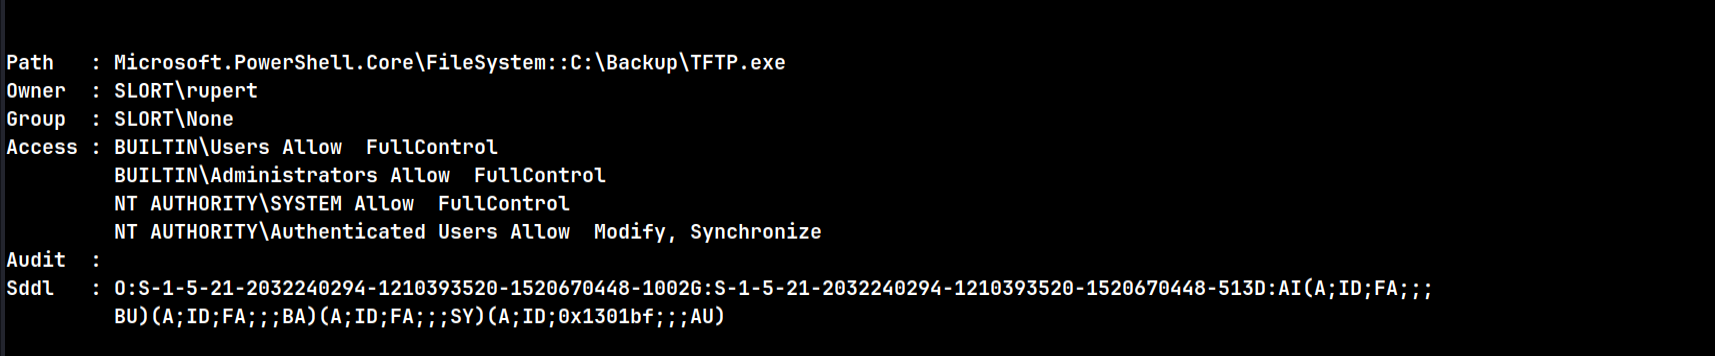 Path   : Microsoft.PowerShell.Core\FileSystem::C:\Backup\TFTP.exe
Owner  : SLORT\rupert
Group  : SLORT\None
Access : BUILTIN\Users Allow  FullControl
         BUILTIN\Administrators Allow  FullControl
         NT AUTHORITY\SYSTEM Allow  FullControl
         NT AUTHORITY\Authenticated Users Allow  Modify, Synchronize
Audit  :
Sddl   : O:S-1-5-21-2032240294-1210393520-1520670448-1002G:S-1-5-21-2032240294-1210393520-1520670448-513D:AI(A;ID;FA;;;
         BU)(A;ID;FA;;;BA)(A;ID;FA;;;SY)(A;ID;0x1301bf;;;AU)